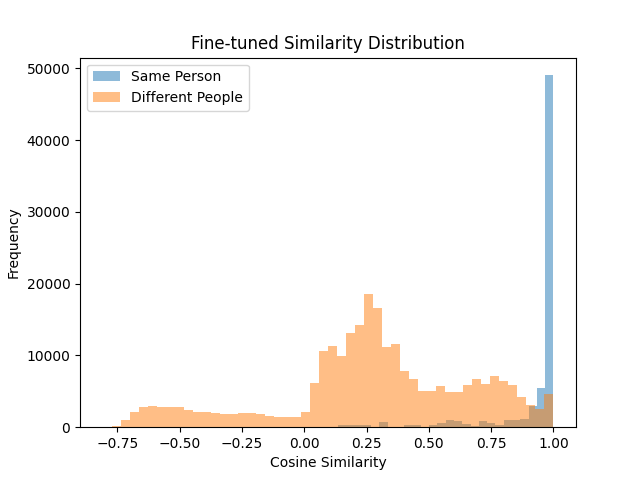 Fine-tuned Similarity Distribution
Same Person
Different People
50000
40000
30000
20000
10000
0
Frequency
−0.75 −0.50 −0.25 0.00 0.25 0.50 0.75 1.00
Cosine Similarity